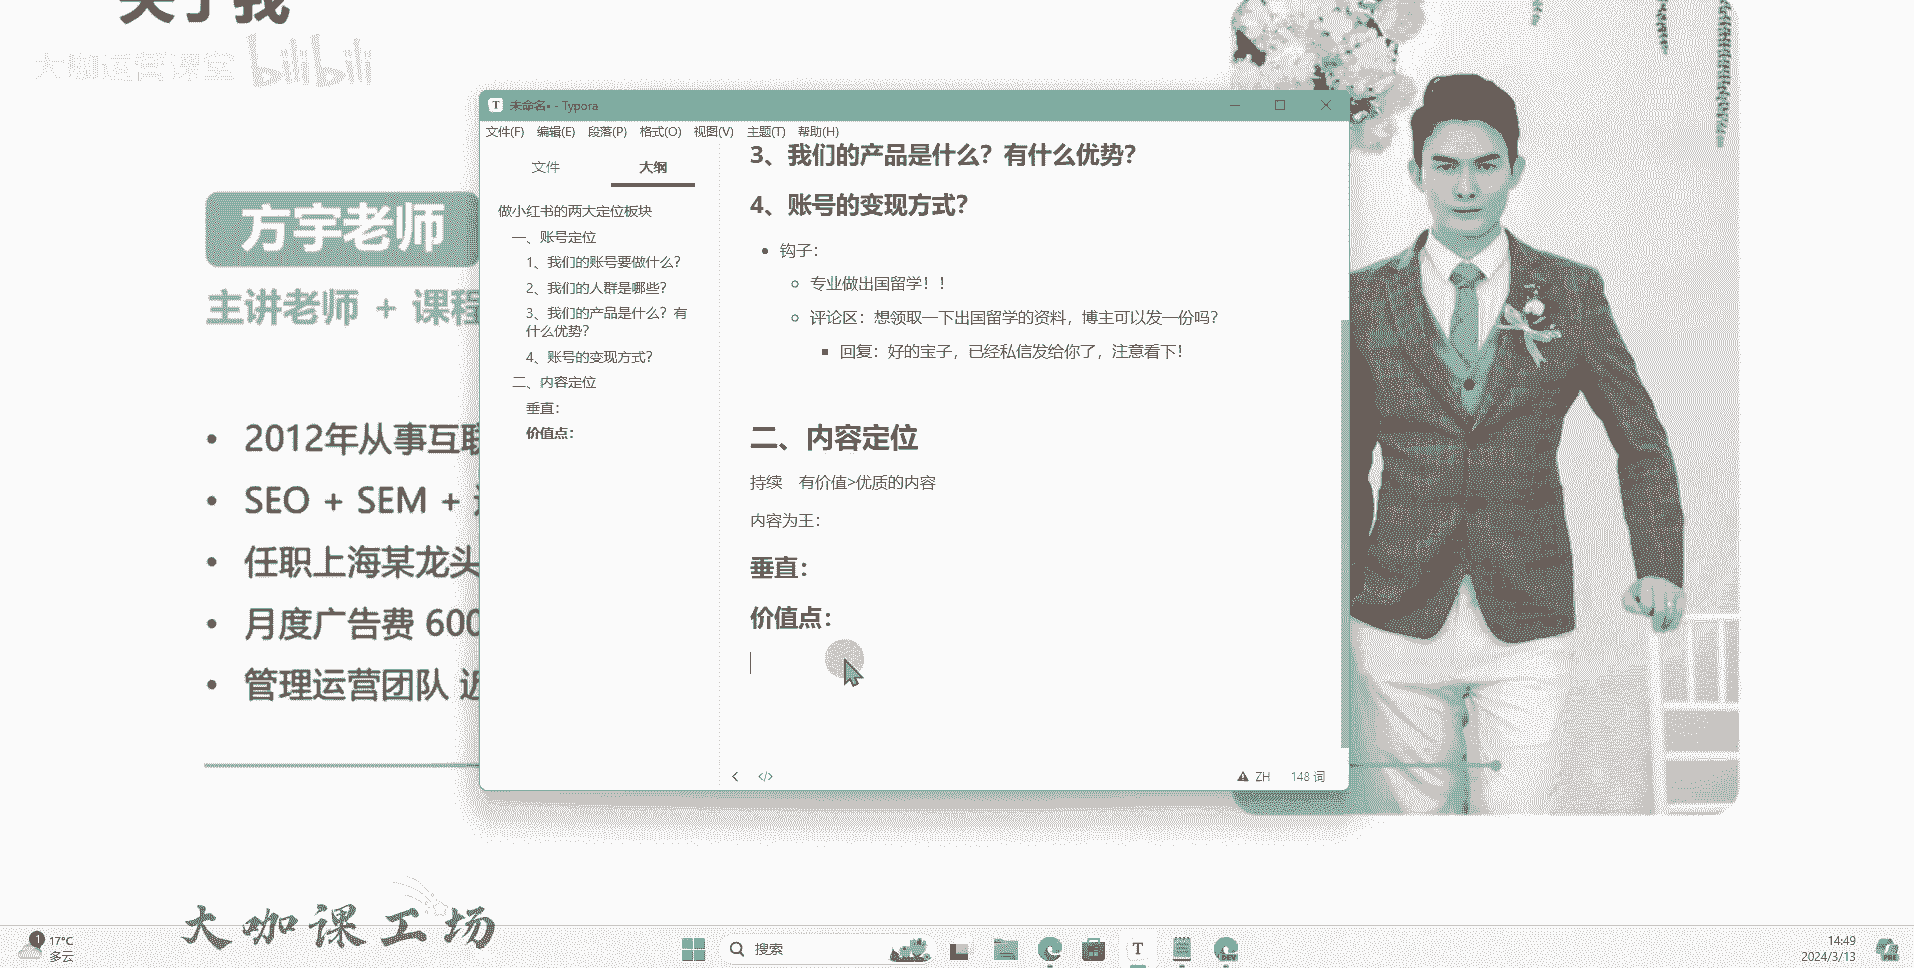 关于我
大咖运营课堂 bilibili
方宇老师
主讲老师 + 课程
• 2012年从事互联
• SEO + SEM +
• 任职上海某龙头
• 月度广告费 600
• 管理运营团队 近
大咖课工场
未命名• - Typora
文件(F) 编辑(E) 段落(P) 格式(O) 视图(V) 主题(T) 帮助(H)
文件 大纲
做小红书的两大定位板块
一、账号定位
1、我们的账号要做什么？
2、我们的人群是哪些？
3、我们的产品是什么？有
什么优势？
4、账号的变现方式？
二、内容定位
垂直：
价值点：
3、我们的产品是什么？有什么优势？
4、账号的变现方式？
• 钩子：
专业做出国留学！！
评论区：想领取一下出国留学的资料，博主可以发一份吗？
回复：好的宝子，已经私信发给你了，注意看下！
二、内容定位
持续 有价值>优质的内容
内容为王：
垂直：
价值点：
</> ZH 148 词
1 17°C
多云
搜索
T
DEV
14:49
2024/3/13
PRE